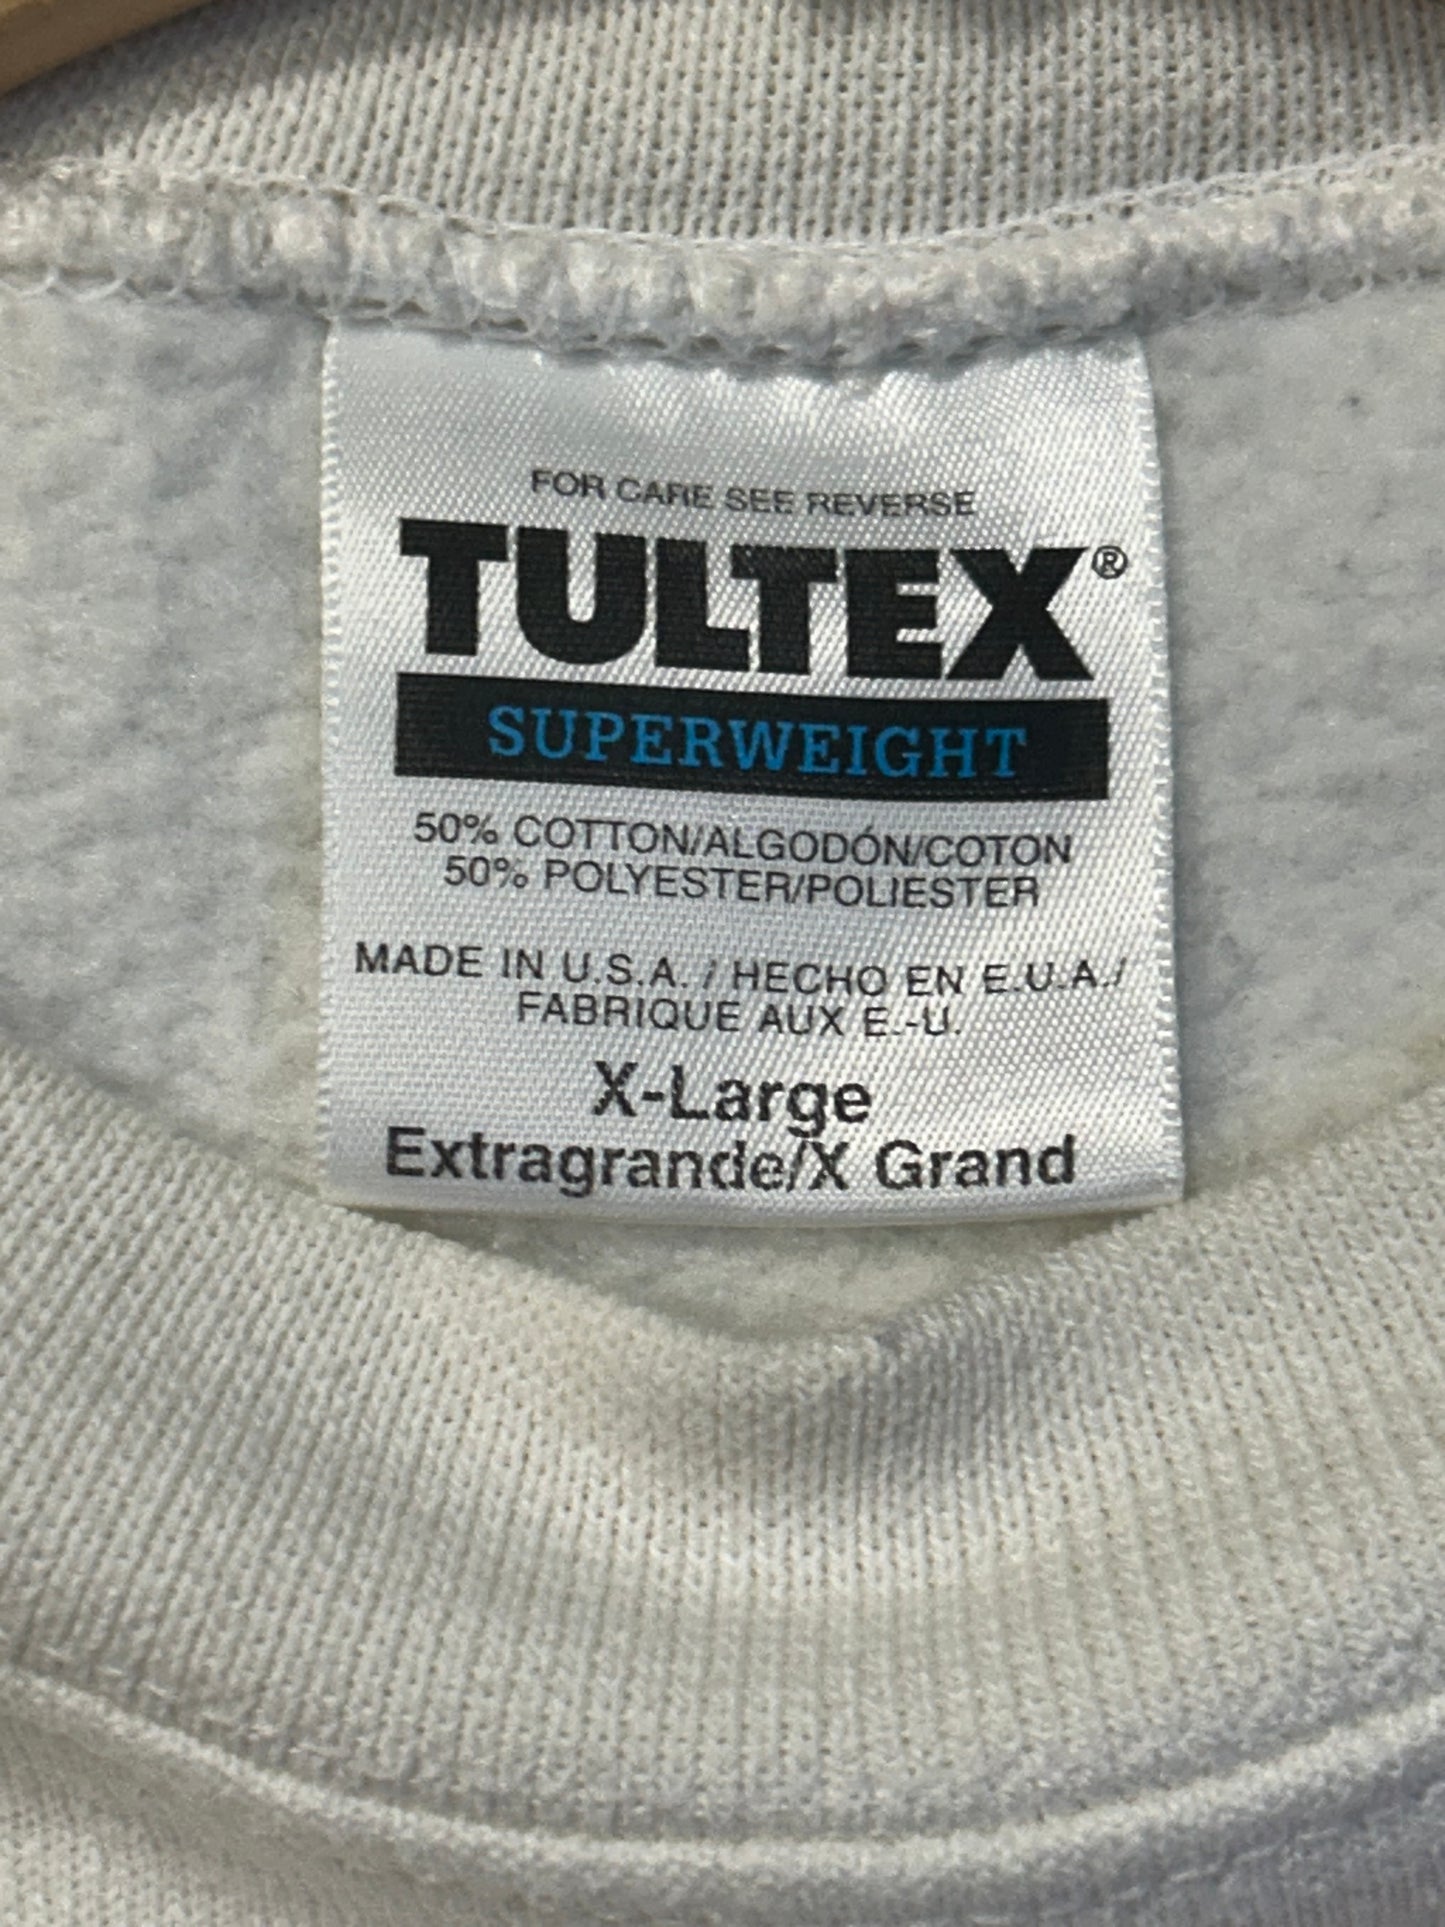 FOR CARE SEE REVERSE
TULTEX®
SUPERWEIGHT
50% COTTON/ALGODÓN/COTON
50% POLYESTER/POLIESTER
MADE IN U.S.A. / HECHO EN E.U.A./
FABRIQUE AUX E.-U.
X-Large
Extragrande/X Grand